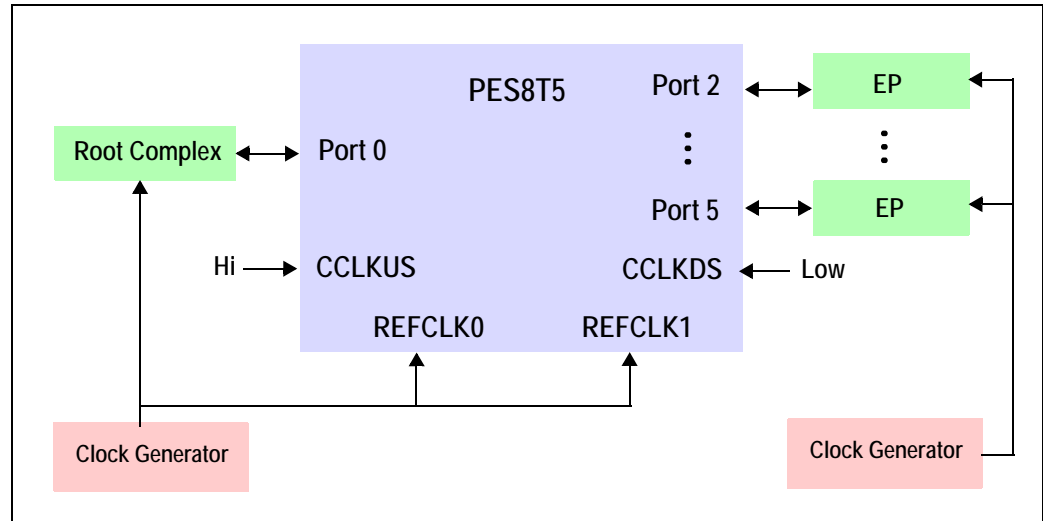 PES8T5
Port 2
EP
Root Complex
Port 0
Port 5
EP
Hi
CCLKUS
CCLKDS
Low
REFCLK0
REFCLK1
Clock Generator
Clock Generator